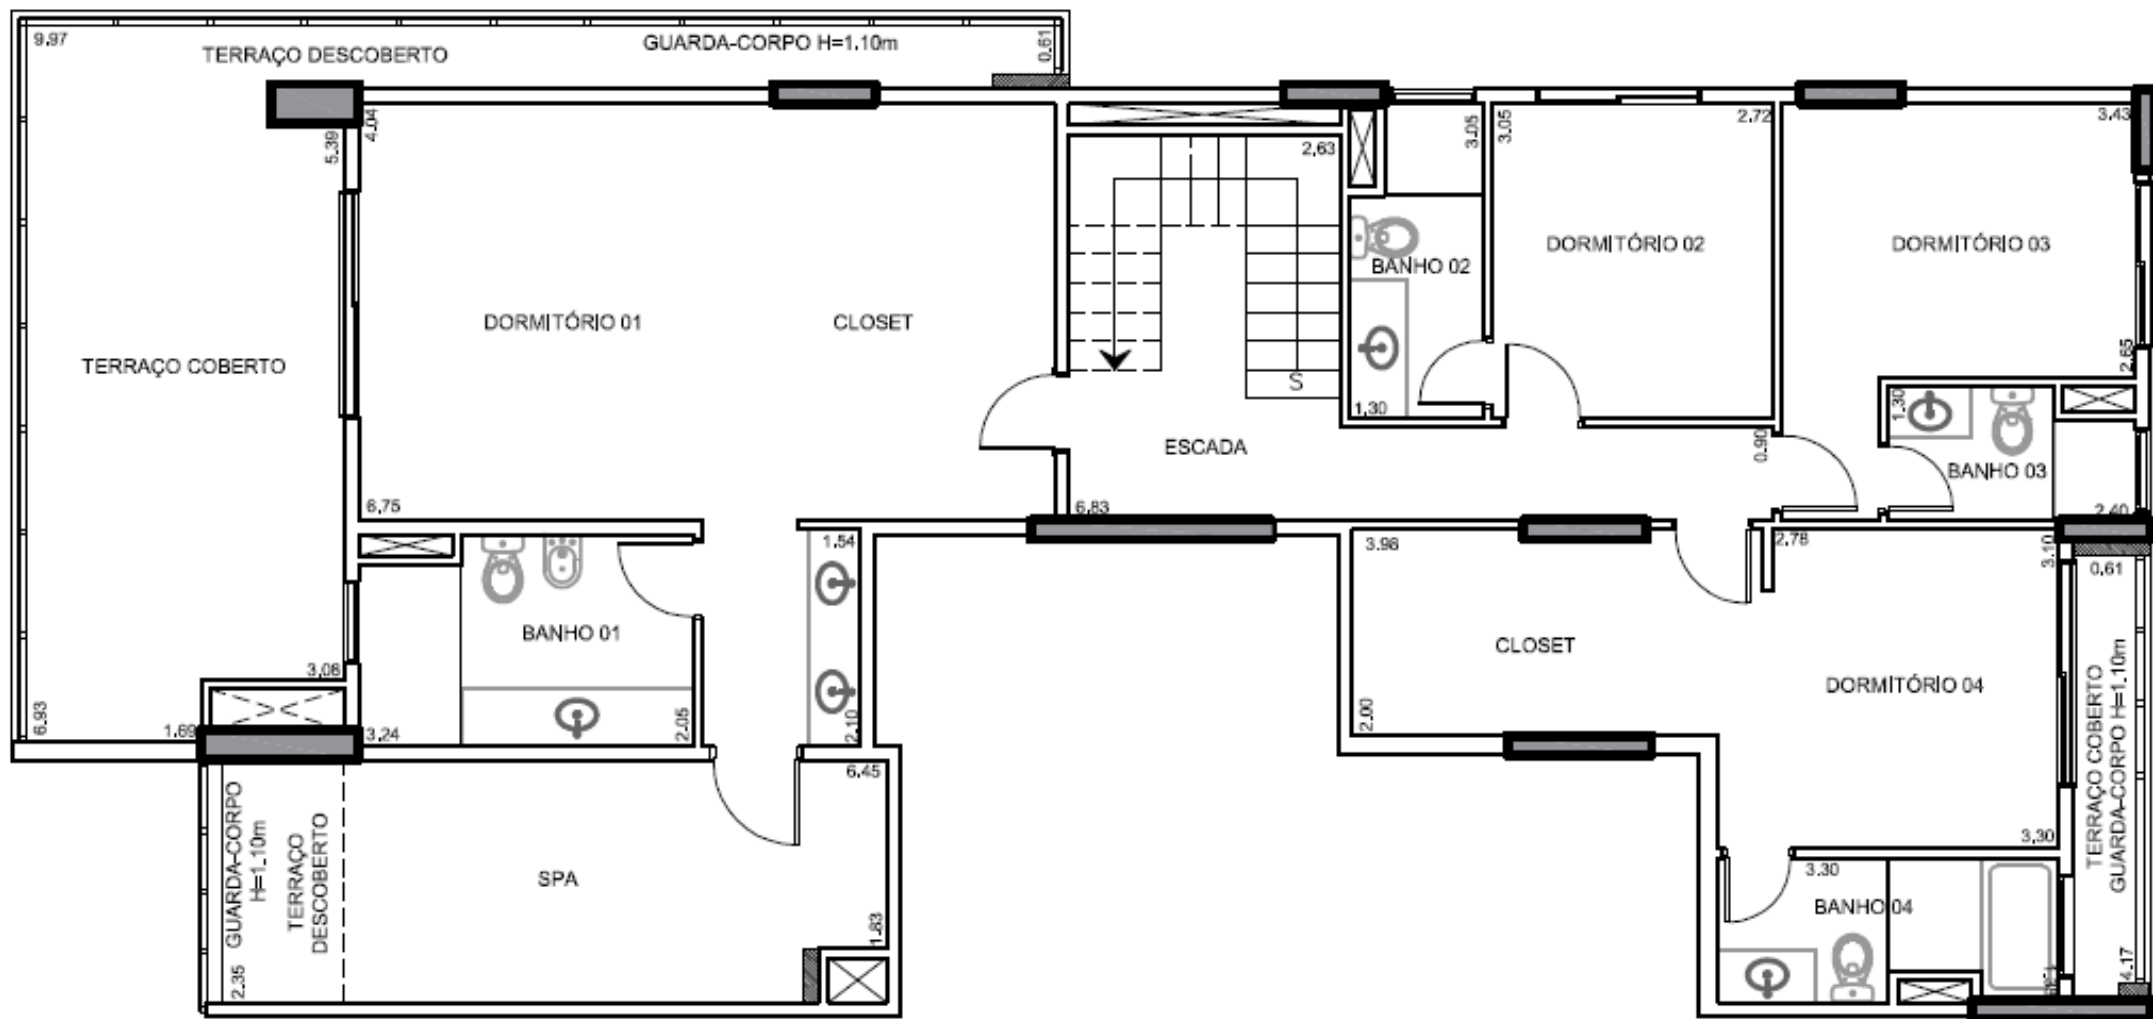 9.97
TERRAÇO DESCOBERTO
GUARDA-CORPO H=1.10m
0.61
5.39
4.04
2,63
3.05
3.05
2.72
3.43
DORMITÓRIO 01
CLOSET
TERRAÇO COBERTO
BANHO 02
DORMITÓRIO 02
DORMITÓRIO 03
S
1,30
2.65
1.30
ESCADA
0.90
BANHO 03
6.75
6.83
2.40
1.54
3.98
2.78
3.10
0.61
BANHO 01
CLOSET
DORMITÓRIO 04
TERRAÇO COBERTO
GUARDA-CORPO H=1.10m
3,08
6.93
1.69
3.24
2.05
2.10
2.00
6.45
GUARDA-CORPO
H=1.10m
TERRAÇO
DESCOBERTO
SPA
1.63
2.35
3,30
3.30
BANHO 04
4.17